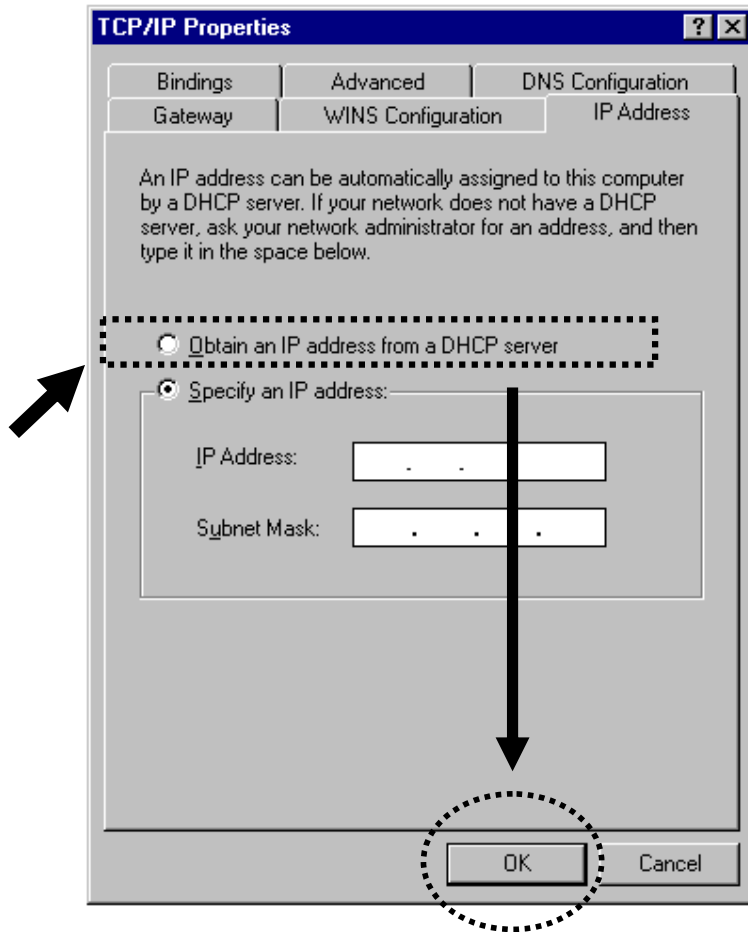 TCP/IP Properties
Bindings Advanced DNS Configuration
Gateway WINS Configuration IP Address
An IP address can be automatically assigned to this computer
by a DHCP server. If your network does not have a DHCP
server, ask your network administrator for an address, and then
type it in the space below.
Obtain an IP address from a DHCP server
Specify an IP address:
IP Address:
Subnet Mask:
OK Cancel